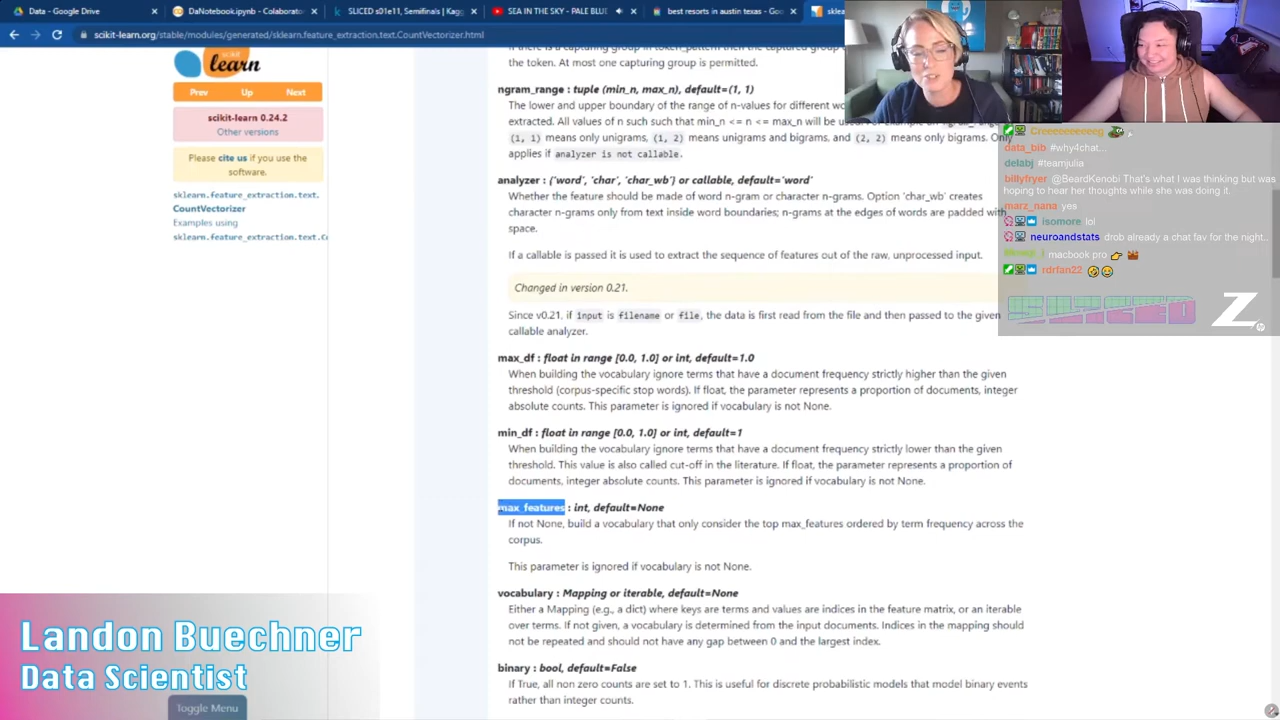 Data - Google Drive
DaNotebook.ipynb - Colaborato
SLICED s01e11, Semifinals | Kagg
SEA IN THE SKY - PALE BLUE
best resorts in austin texas - Goo
scikit-learn.org/stable/modules/generated/sklearn.feature_extraction.text.CountVectorizer.html
learn
Prev Up Next
scikit-learn 0.24.2
Other versions
Please cite us if you use the
software.
sklearn.feature_extraction.text.
CountVectorizer
Examples using
sklearn.feature_extraction.text.Cc
If there is a capturing group in token_pattern then the captured group
the token. At most one capturing group is permitted.
ngram_range : tuple (min_n, max_n), default=(1, 1)
The lower and upper boundary of the range of n-values for different wo
extracted. All values of n such such that min_n <= n <= max_n will be
(1, 1) means only unigrams, (1, 2) means unigrams and bigrams, and (2, 2) means only bigrams. Only
applies if analyzer is not callable.
analyzer : {'word', 'char', 'char_wb'} or callable, default='word'
Whether the feature should be made of word n-gram or character n-grams. Option 'char_wb' creates
character n-grams only from text inside word boundaries; n-grams at the edges of words are padded with
space.
If a callable is passed it is used to extract the sequence of features out of the raw, unprocessed input.
Changed in version 0.21.
Since v0.21, if input is filename or file, the data is first read from the file and then passed to the given
callable analyzer.
max_df : float in range [0.0, 1.0] or int, default=1.0
When building the vocabulary ignore terms that have a document frequency strictly higher than the given
threshold (corpus-specific stop words). If float, the parameter represents a proportion of documents, integer
absolute counts. This parameter is ignored if vocabulary is not None.
min_df : float in range [0.0, 1.0] or int, default=1
When building the vocabulary ignore terms that have a document frequency strictly lower than the given
threshold. This value is also called cut-off in the literature. If float, the parameter represents a proportion of
documents, integer absolute counts. This parameter is ignored if vocabulary is not None.
max_features : int, default=None
If not None, build a vocabulary that only consider the top max_features ordered by term frequency across the
corpus.
This parameter is ignored if vocabulary is not None.
vocabulary : Mapping or iterable, default=None
Either a Mapping (e.g., a dict) where keys are terms and values are indices in the feature matrix, or an iterable
over terms. If not given, a vocabulary is determined from the input documents. Indices in the mapping should
not be repeated and should not have any gap between 0 and the largest index.
binary : bool, default=False
If True, all non zero counts are set to 1. This is useful for discrete probabilistic models that model binary events
rather than integer counts.
data_bib #why4chat...
delabj #teamjulia
billyfryer @BeardKenobi That's what I was thinking but was
hoping to hear her thoughts while she was doing it.
marz_nana yes
isomore lol
neuroandstats drob already a chat fav for the night..
macbook pro
rdrfan22
SLICED
Z
Landon Buechner
Data Scientist
Toggle Menu